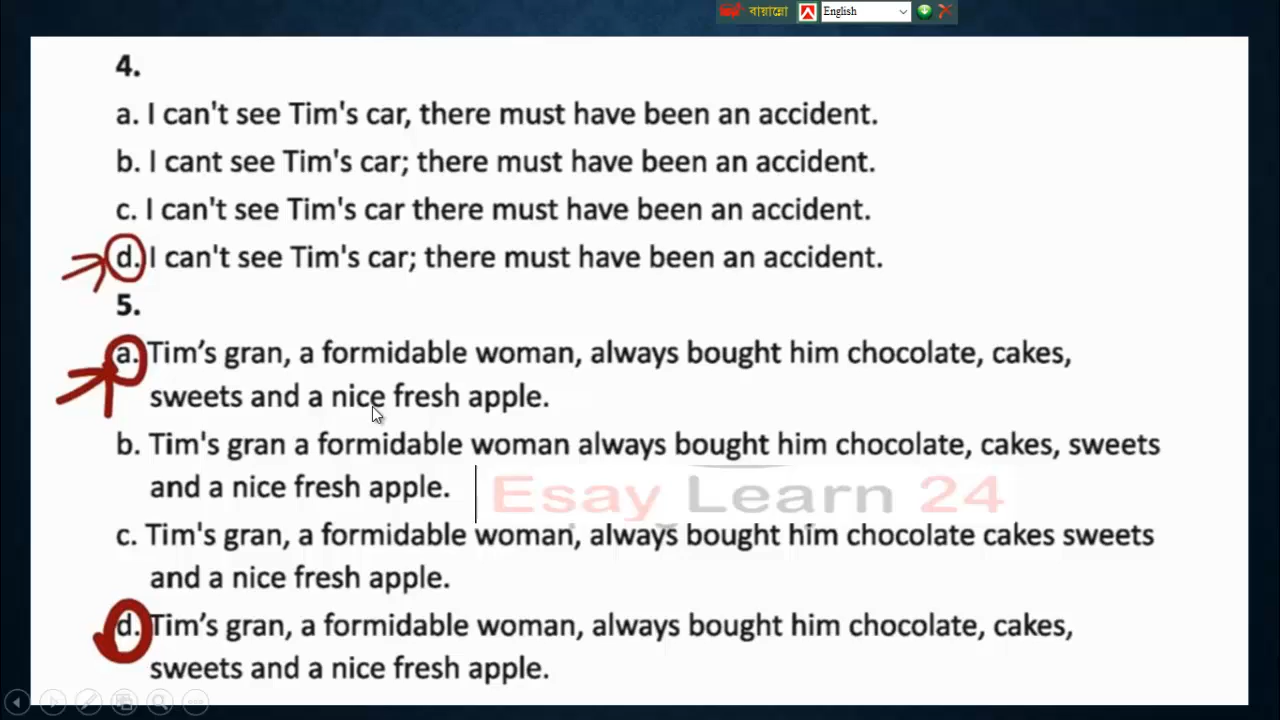 বায়ান্নো English
4.
a. I can't see Tim's car, there must have been an accident.
b. I cant see Tim's car; there must have been an accident.
c. I can't see Tim's car there must have been an accident.
d. I can't see Tim's car; there must have been an accident.
5.
a. Tim’s gran, a formidable woman, always bought him chocolate, cakes,
sweets and a nice fresh apple.
b. Tim's gran a formidable woman always bought him chocolate, cakes, sweets
and a nice fresh apple.
Esay Learn 24
c. Tim's gran, a formidable woman, always bought him chocolate cakes sweets
and a nice fresh apple.
d. Tim’s gran, a formidable woman, always bought him chocolate, cakes,
sweets and a nice fresh apple.